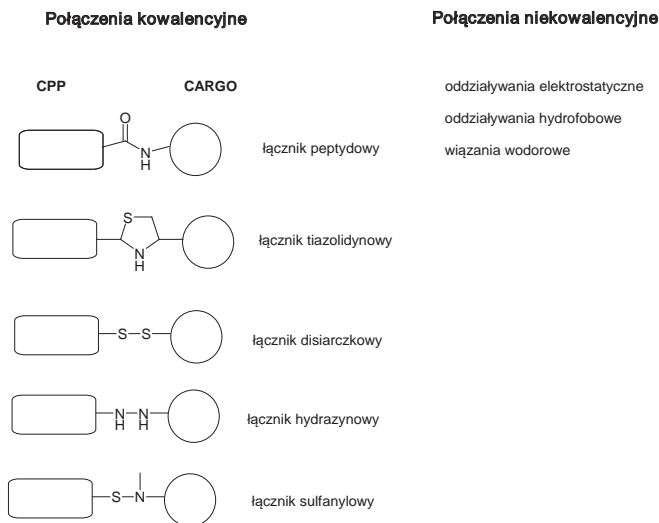 Połączenia kowalencyjne
Połączenia niekowalencyjne
CPP
CARGO
oddziaływania elektrostatyczne
oddziaływania hydrofobowe
wiązania wodorowe
O
N
H
łącznik peptydowy
S
N
H
łącznik tiazolidynowy
S S
łącznik disiarczkowy
N N
H H
łącznik hydrazynowy
S N
łącznik sulfanylowy